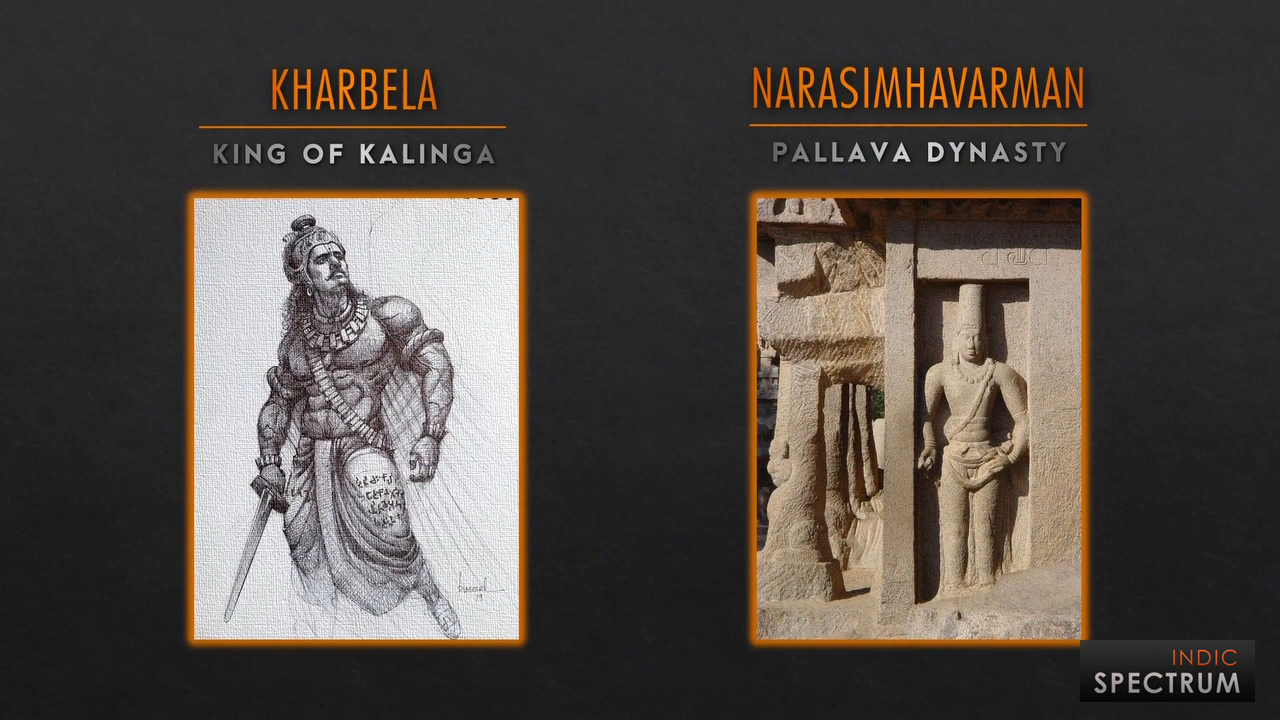 KHARBELA
KING OF KALINGA
NARASIMHAVARMAN
PALLAVA DYNASTY
INDIC
SPECTRUM